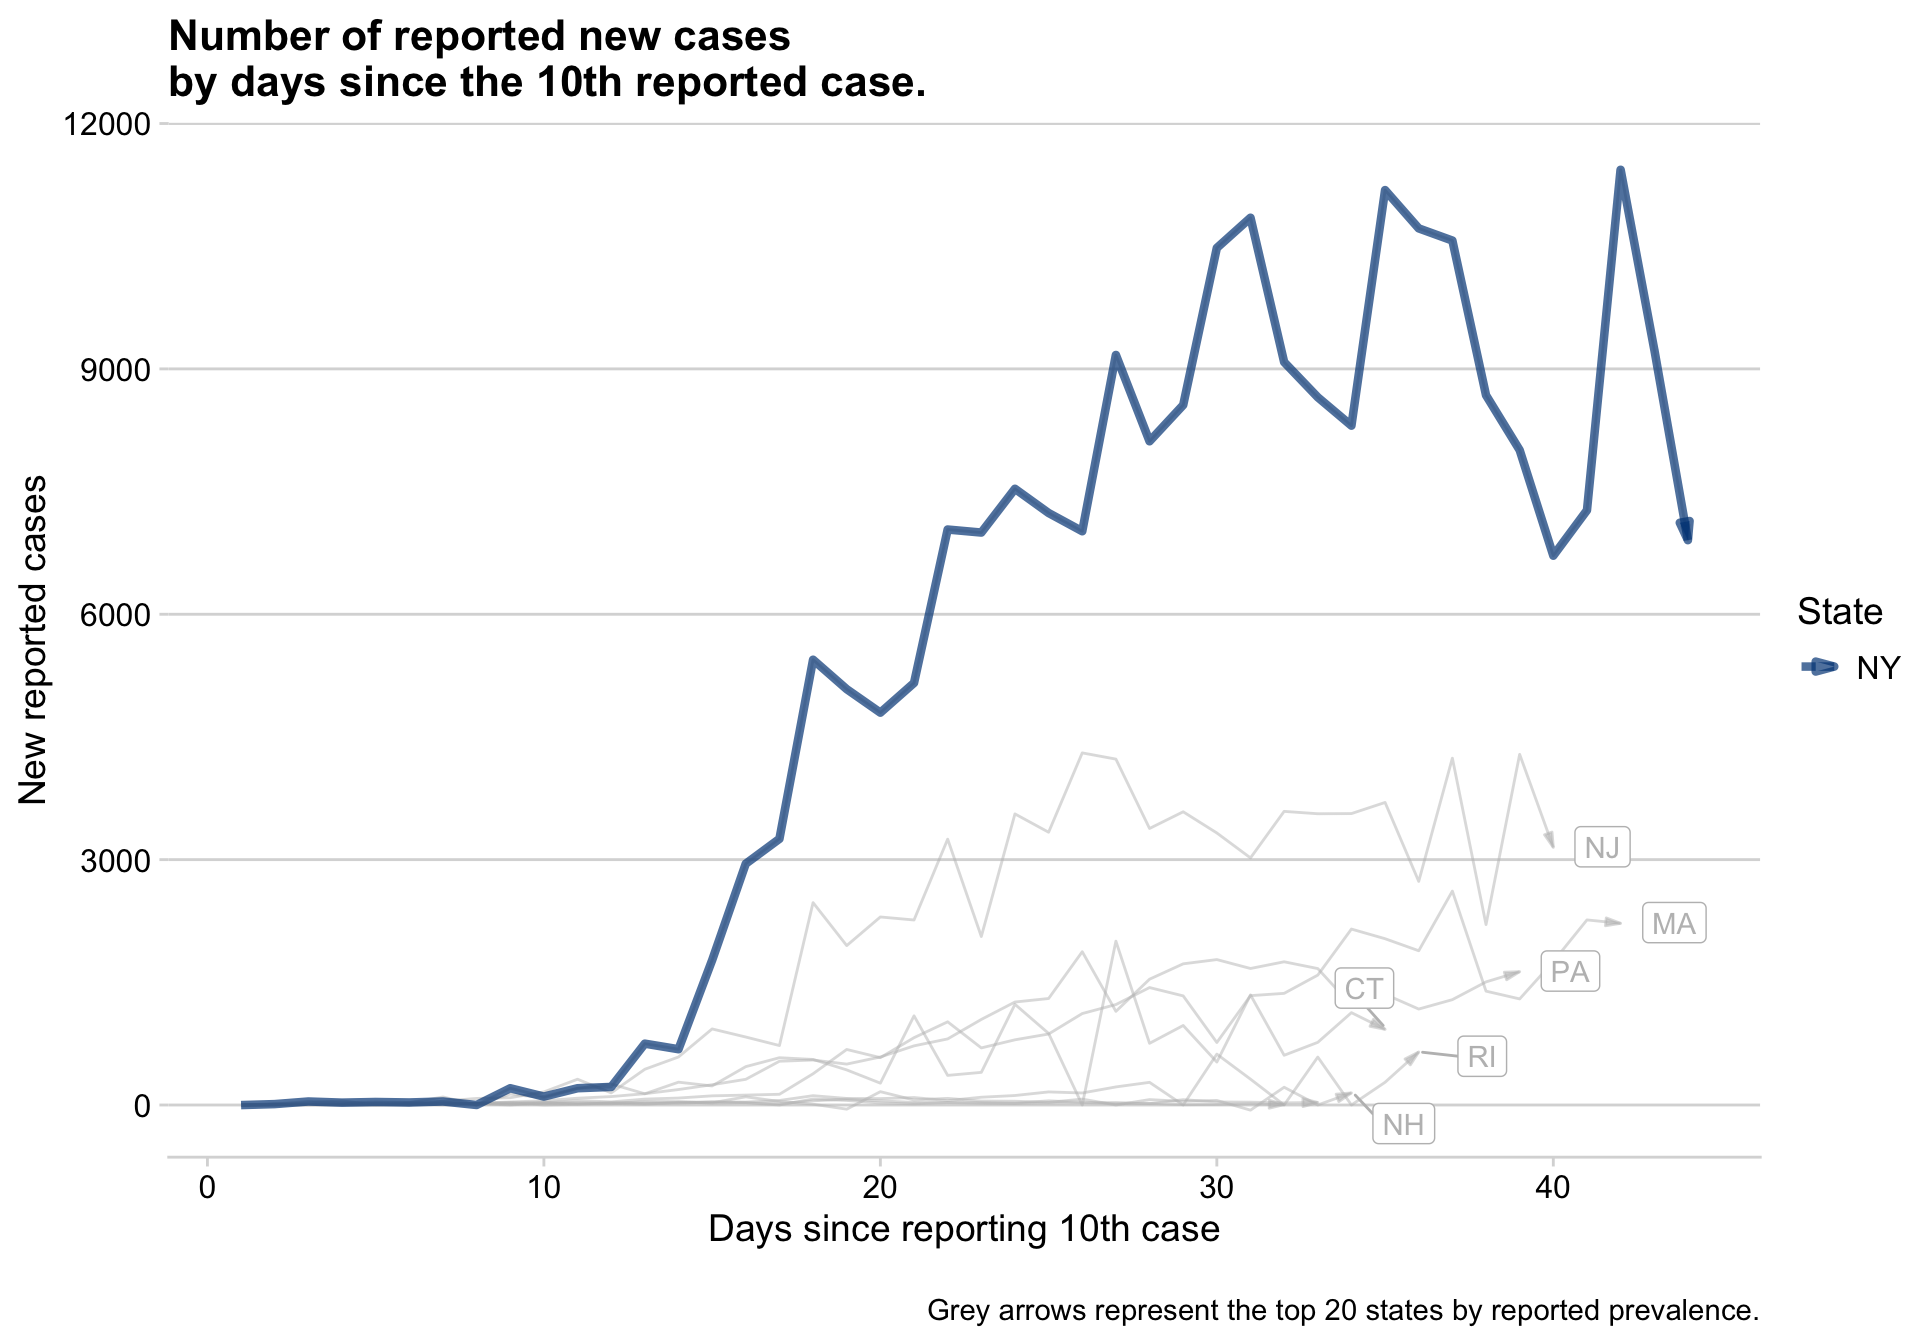 Number of reported new cases
by days since the 10th reported case.
12000
9000
6000
3000
0
New reported cases
NJ
MA
PA
CT
RI
NH
State
NY
0
10
20
30
40
Days since reporting 10th case
Grey arrows represent the top 20 states by reported prevalence.